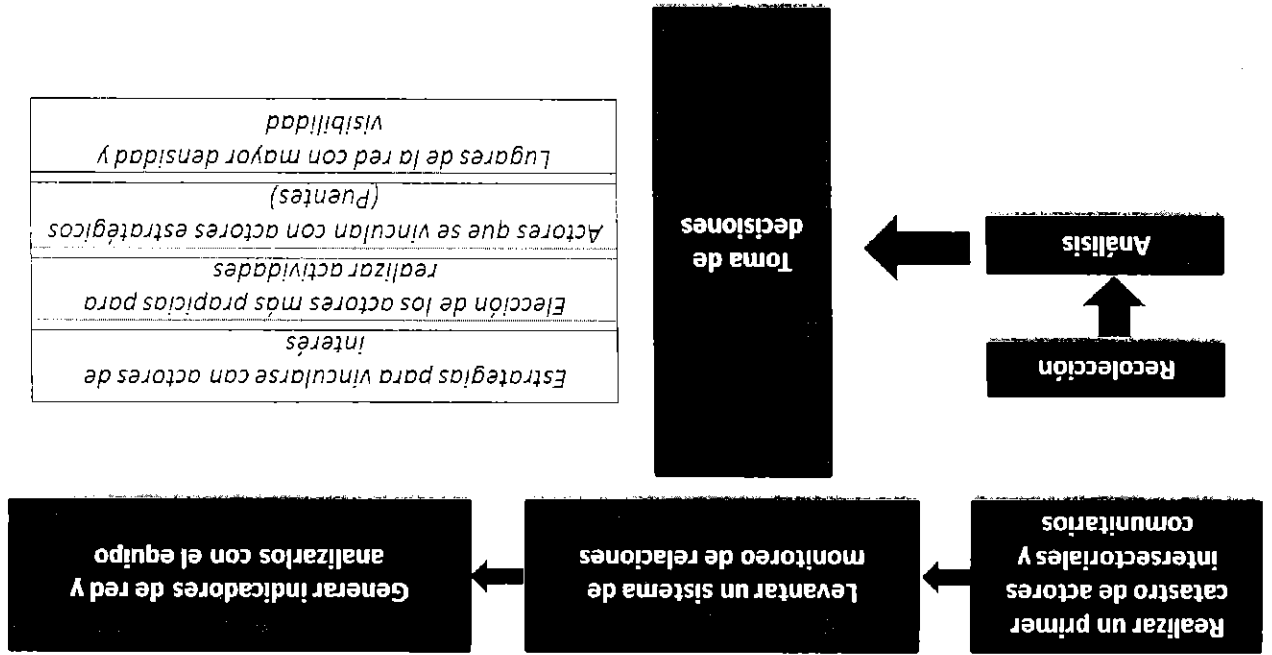 Realizar un primer
catastro de actores
intersectoriales y
comunitarios
Levantar un sistema de
monitoreo de relaciones
Generar indicadores de red y
analizarlos con el equipo
Recolección
Análisis
Toma de
decisiones
Estrategias para vincularse con actores de
interés
Elección de los actores más propicias para
realizar actividades
Actores que se vinculan con actores estratégicos
(Puentes)
Lugares de la red con mayor densidad y
visibilidad